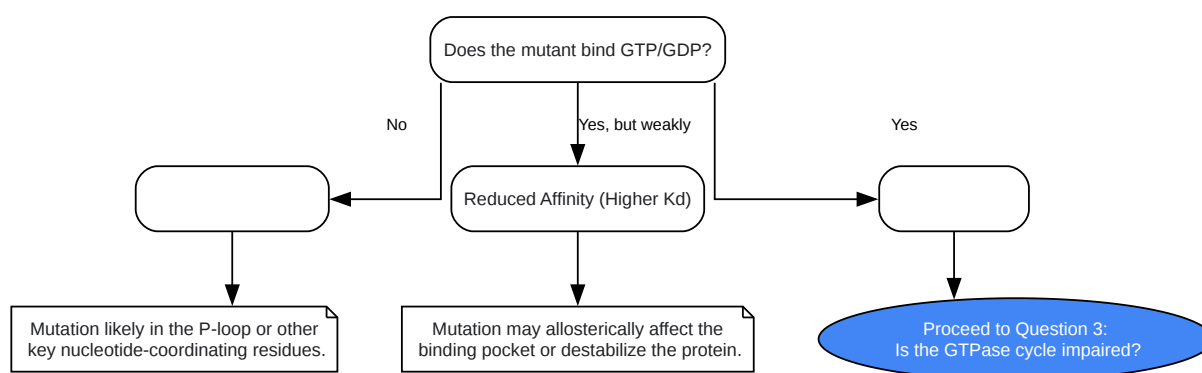 Does the mutant bind GTP/GDP?
No
Yes, but weakly
Yes
Reduced Affinity (Higher Kd)
Mutation likely in the P-loop or other
key nucleotide-coordinating residues.
Mutation may allosterically affect the
binding pocket or destabilize the protein.
Proceed to Question 3:
Is the GTPase cycle impaired?